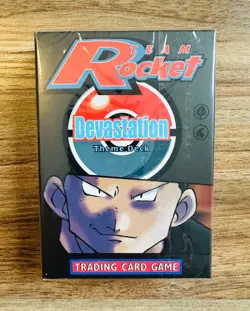 TEAM
Rocket
Devastation
Theme Deck
TRADING CARD GAME